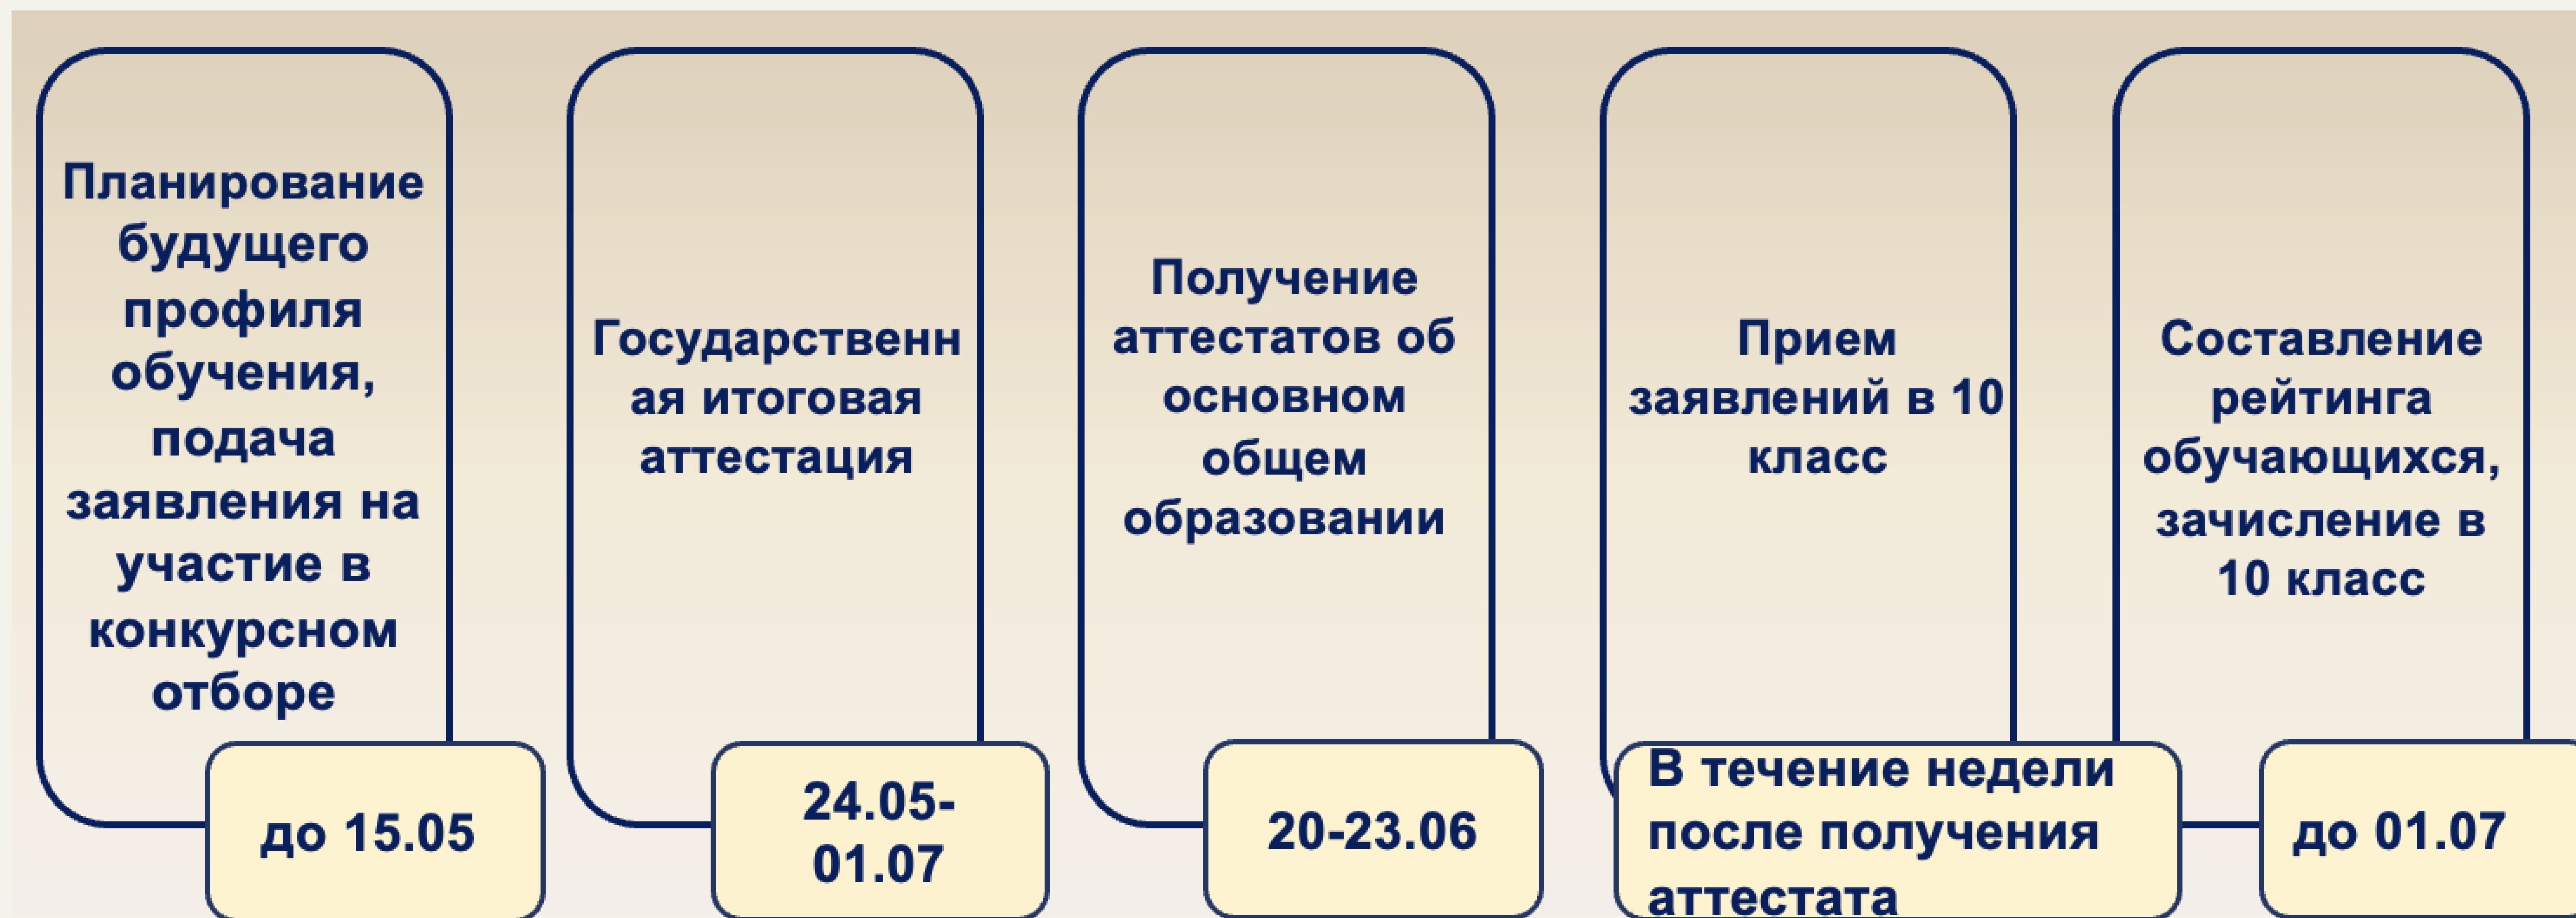 Планирование
будущего
профиля
обучения,
подача
заявления на
участие в
конкурсном
отборе
до 15.05
Государственн
ая итоговая
аттестация
24.05-
01.07
Получение
аттестатов об
основном
общем
образовании
20-23.06
Прием
заявлений в 10
класс
В течение недели
после получения
аттестата
Составление
рейтинга
обучающихся,
зачисление в
10 класс
до 01.07